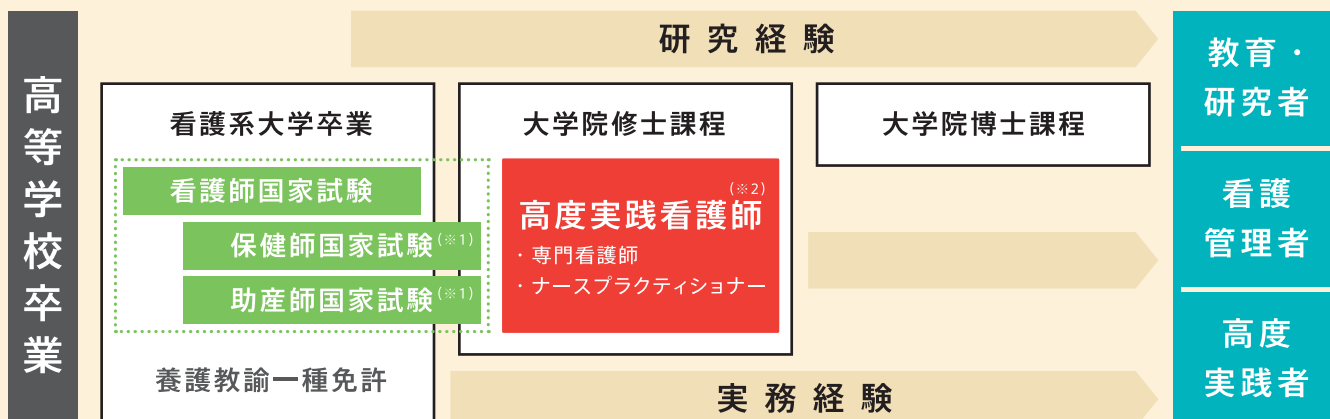 高等学校卒業
研究経験
看護系大学卒業
看護師国家試験
保健師国家試験(※1)
助産師国家試験(※1)
養護教諭一種免許
大学院修士課程
(※2)
高度実践看護師
・専門看護師
・ナースプラクティショナー
大学院博士課程
実務経験
教育・
研究者
看護
管理者
高度
実践者